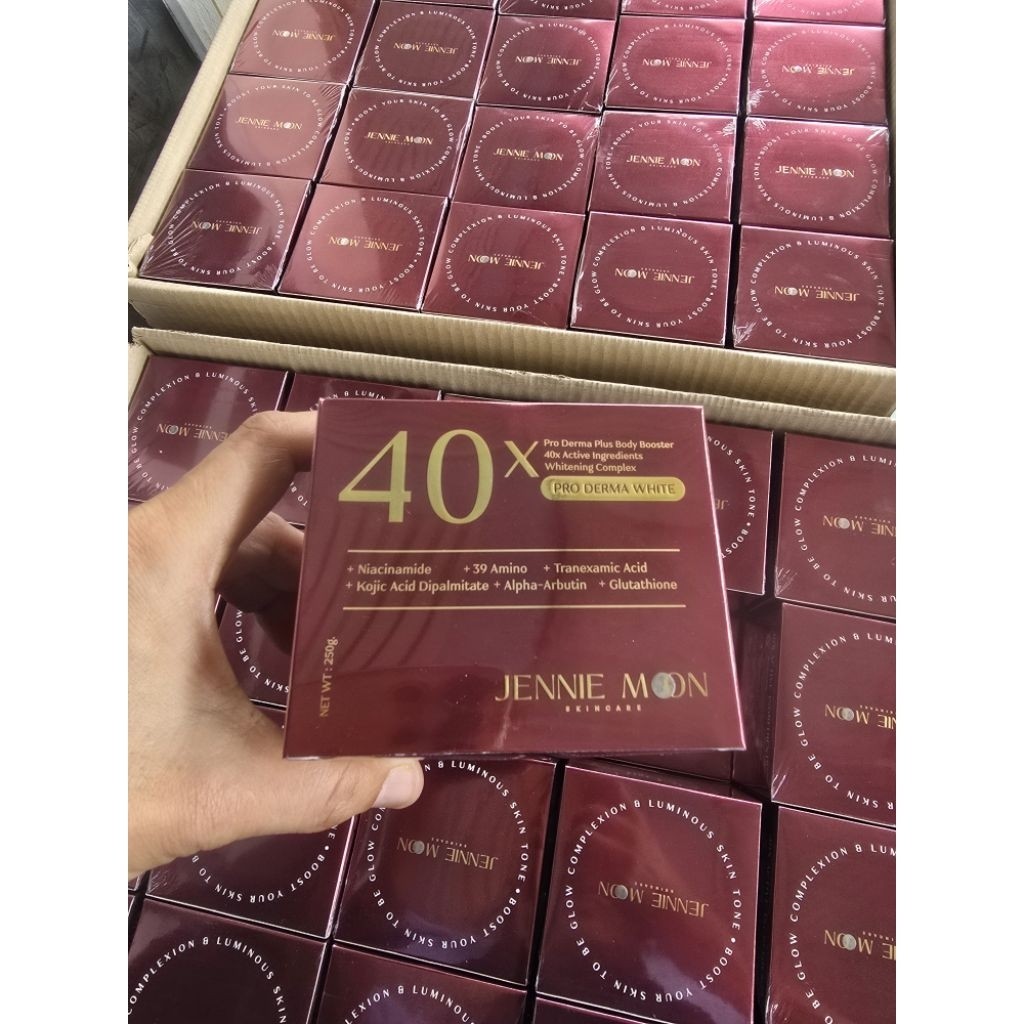 40X
Pro Derma Plus Body Booster
40x Active Ingredients
Whitening Complex
PRO DERMA WHITE
+ Niacinamide + 39 Amino + Tranexamic Acid
+ Kojic Acid Dipalmitate + Alpha-Arbutin + Glutathione
NET WT : 250g.
JENNIE MOON
SKINCARE
BOOST YOUR SKIN TO BE GLOW COMPLEXION & LUMINOUS SKIN TONE •
JENNIE MOON
SKINCARE